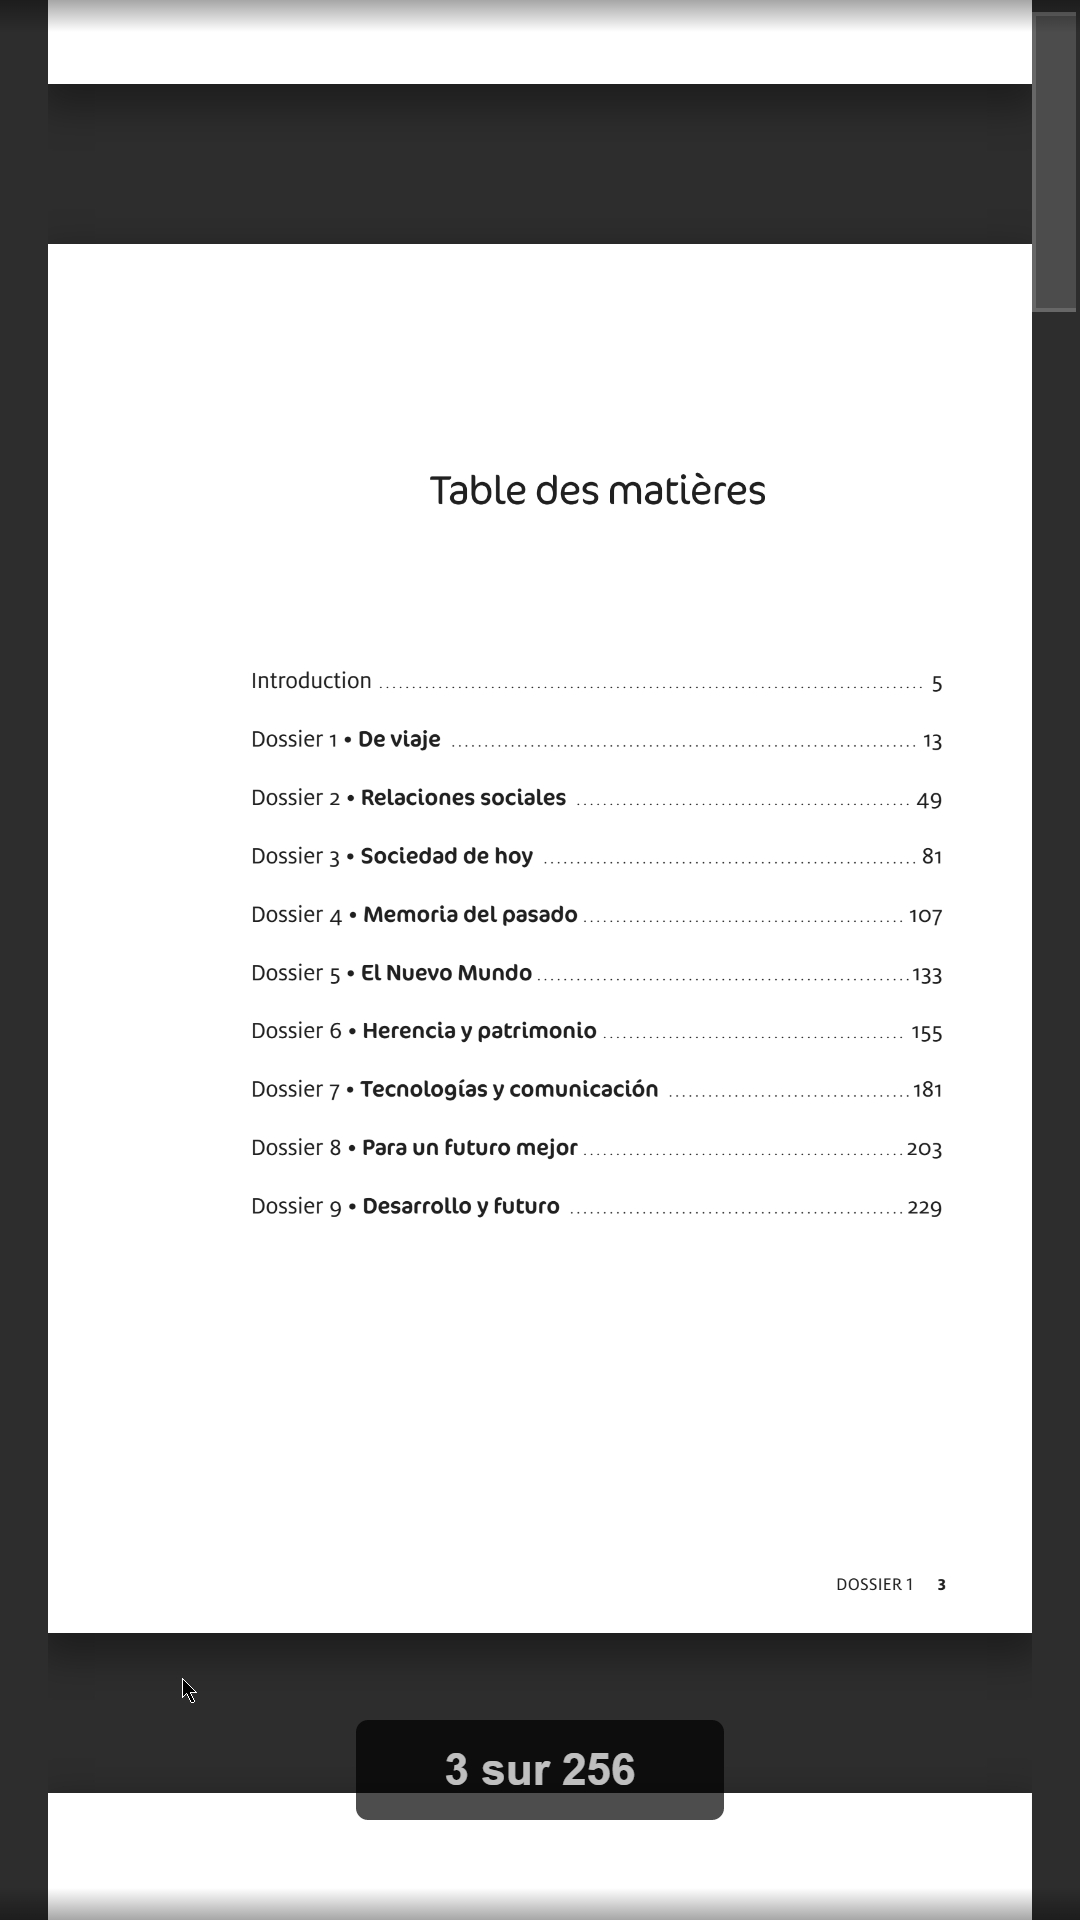 Table des matières
Introduction ........ 5
Dossier 1 • De viaje ........ 13
Dossier 2 • Relaciones sociales ........ 49
Dossier 3 • Sociedad de hoy ........ 81
Dossier 4 • Memoria del pasado ........ 107
Dossier 5 • El Nuevo Mundo ........ 133
Dossier 6 • Herencia y patrimonio ........ 155
Dossier 7 • Tecnologías y comunicación ........ 181
Dossier 8 • Para un futuro mejor ........ 203
Dossier 9 • Desarrollo y futuro ........ 229
DOSSIER 1 3
3 sur 256